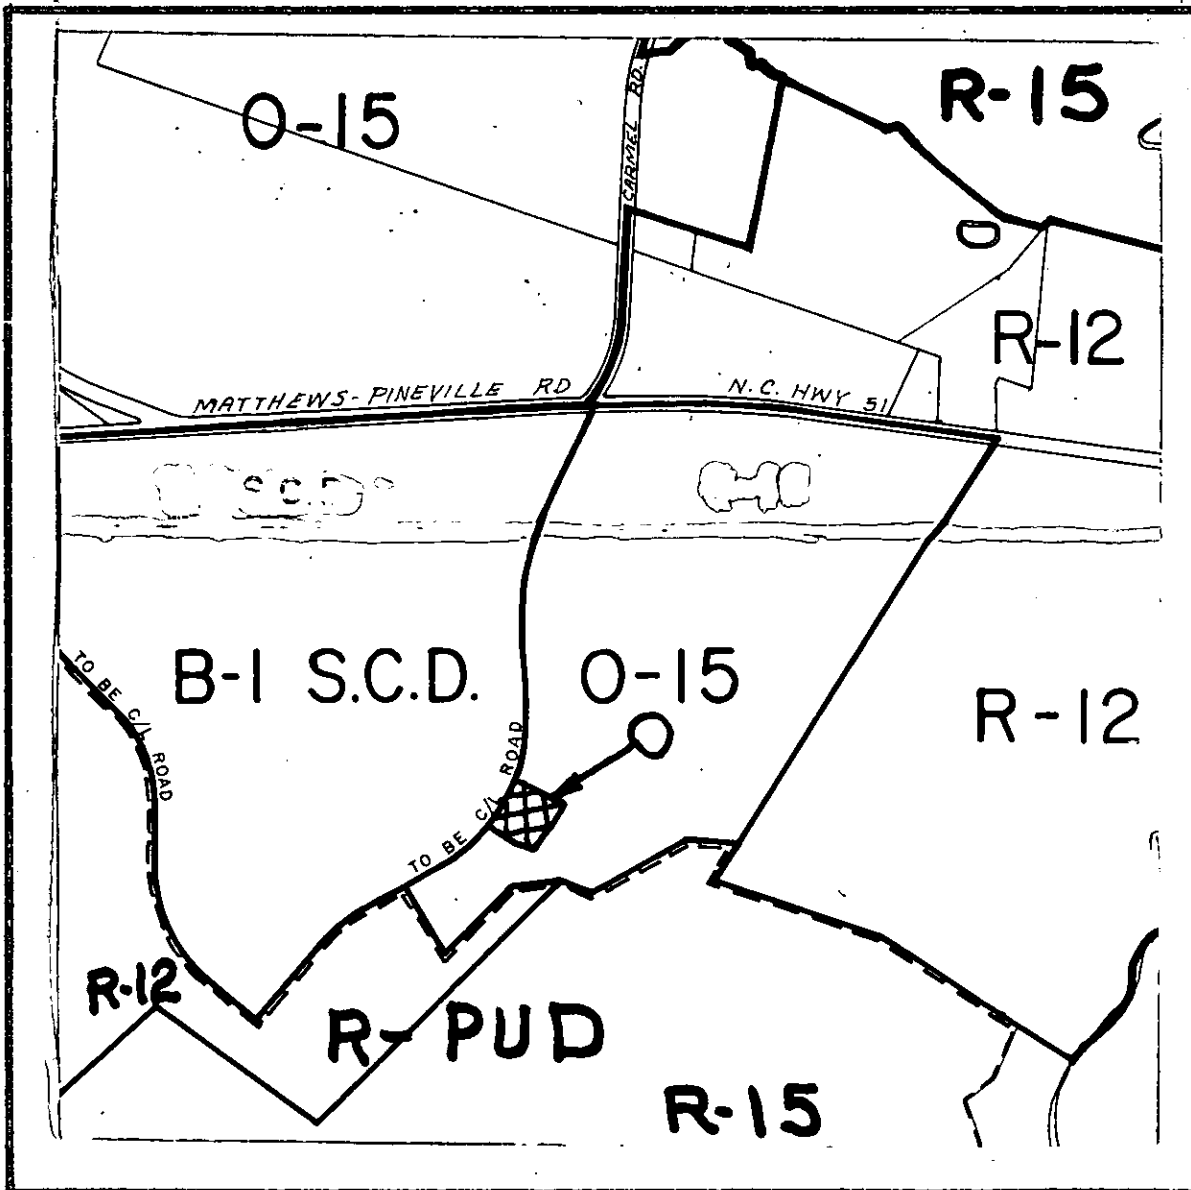 O-15
R-15
CARMEL RD.
R-12
MATTHEWS-PINEVILLE RD
N.C. HWY 51
S.C.D
B-1 S.C.D.
O-15
R-12
TO BE C/L ROAD
TO BE C/L ROAD
R-12
R-PUD
R-15